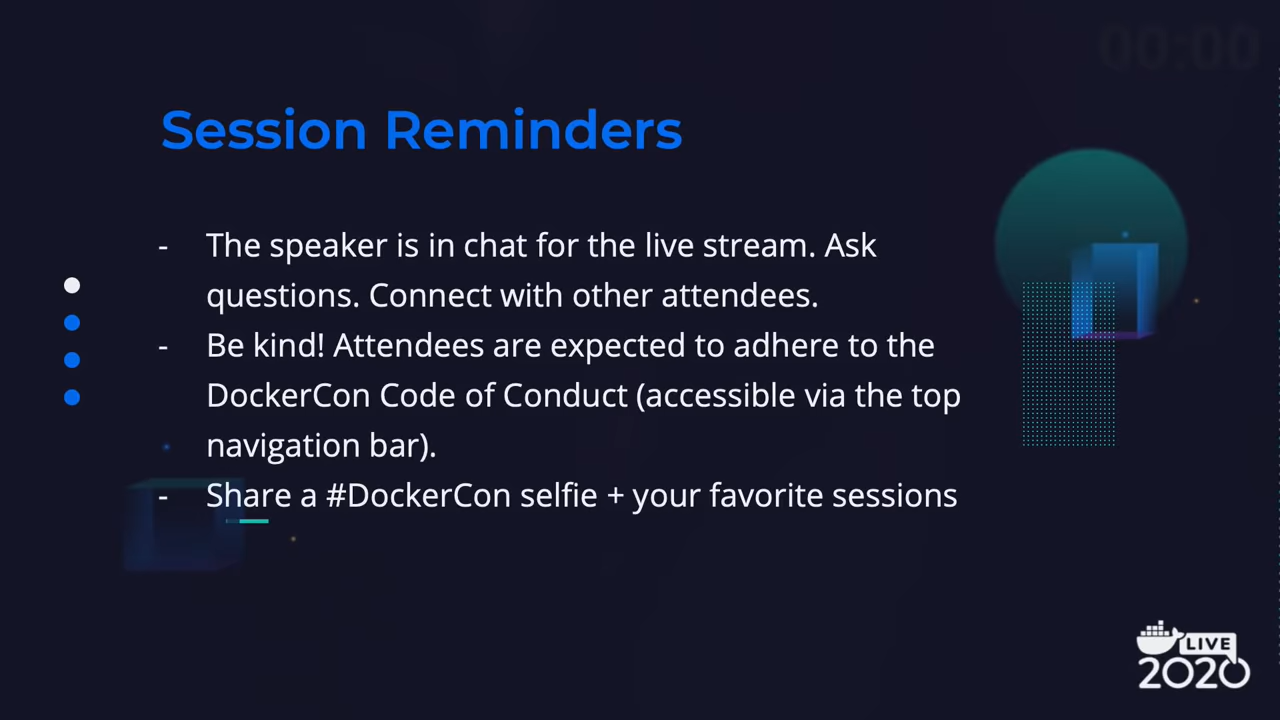 00:00
Session Reminders
- The speaker is in chat for the live stream. Ask
questions. Connect with other attendees.
- Be kind! Attendees are expected to adhere to the
DockerCon Code of Conduct (accessible via the top
navigation bar).
- Share a #DockerCon selfie + your favorite sessions
LIVE
2020